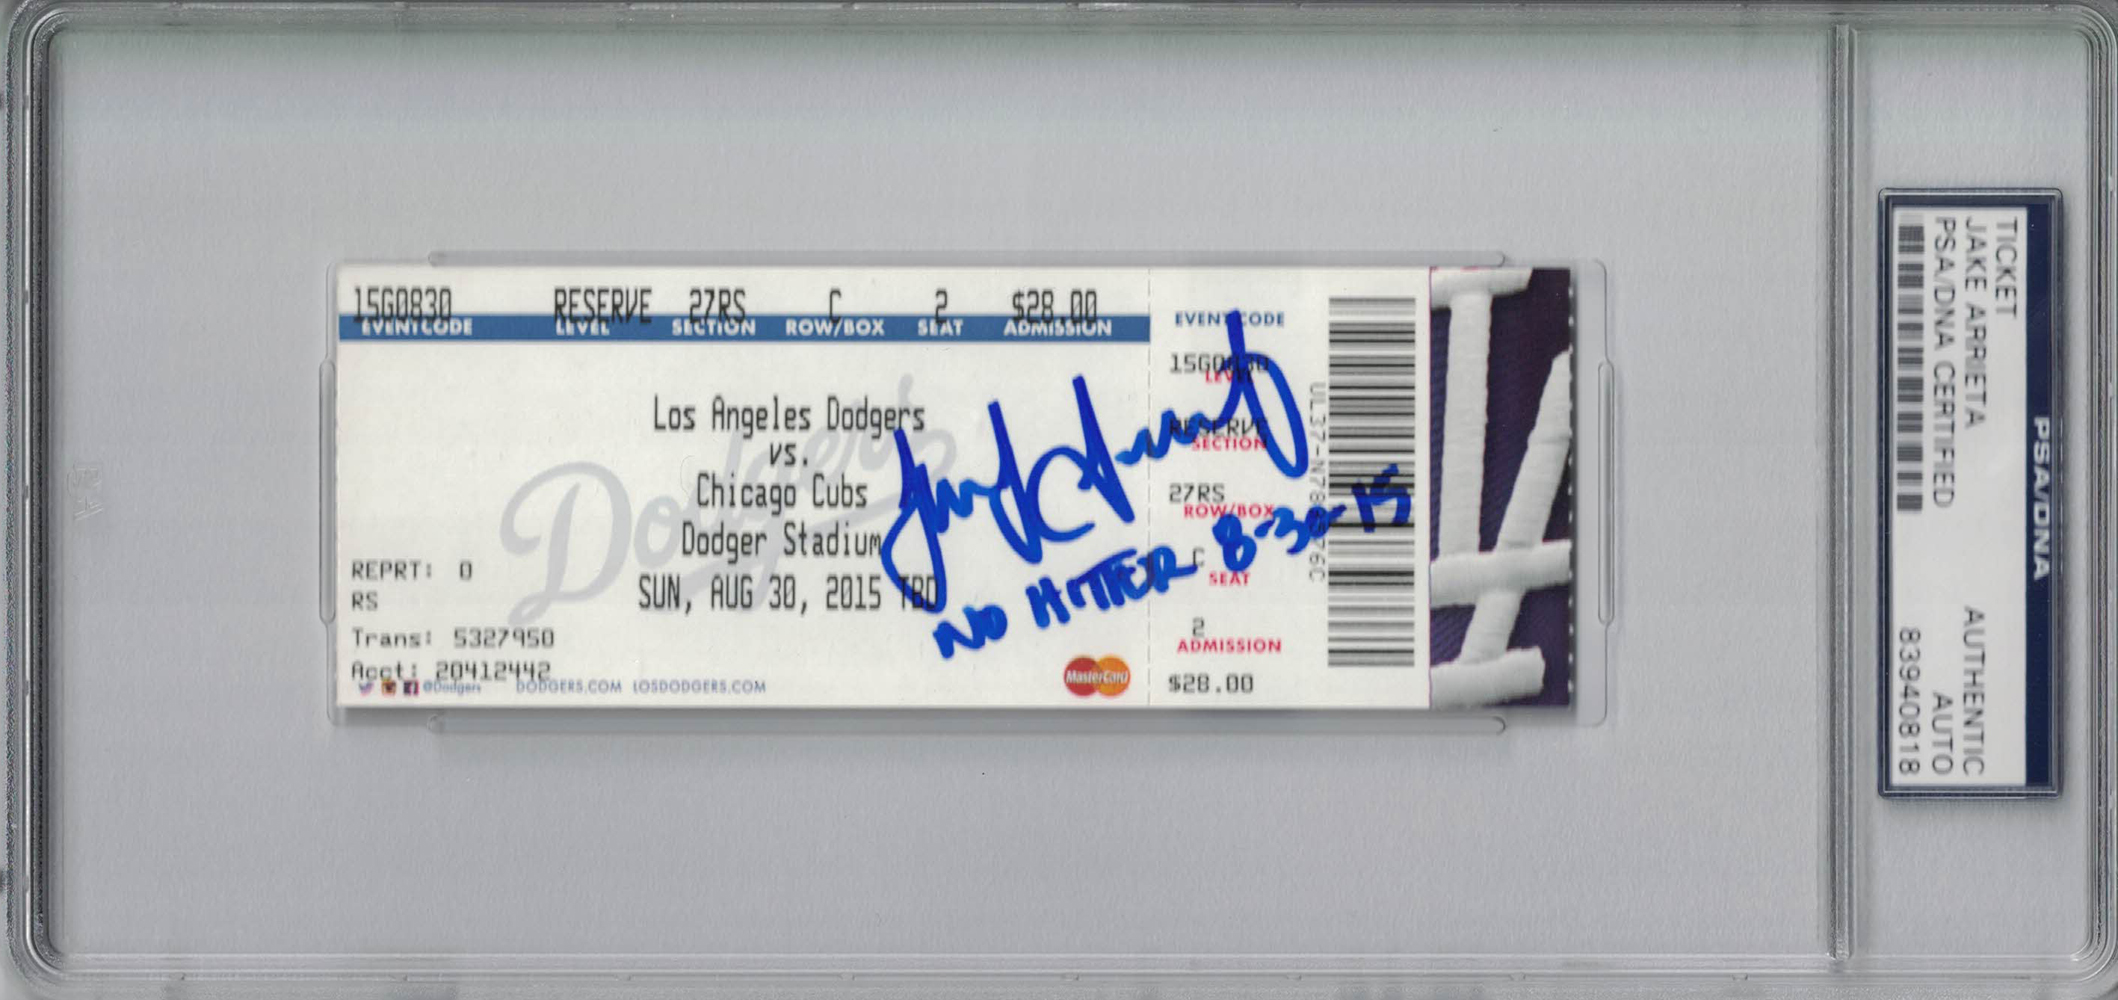 15G0830 RESERVE 27RS C 2 $28.00
EVENT CODE LEVEL SECTION ROW/BOX SEAT ADMISSION
Dodgers
Los Angeles Dodgers
vs.
Chicago Cubs
Dodger Stadium
SUN, AUG 30, 2015 TBD
REPRT: 0
RS
Trans: 5327950
Acct: 20412442
@Dodgers DODGERS.COM LOSDODGERS.COM
MasterCard
NO HITTER 8-30-15
EVENT CODE
15G0830
LEVEL
RESERVE
SECTION
27RS
ROW/BOX
C
SEAT
2
ADMISSION
$28.00
LA
PSA/DNA
TICKET
JAKE ARRIETA AUTHENTIC
PSA/DNA CERTIFIED AUTO
83940818